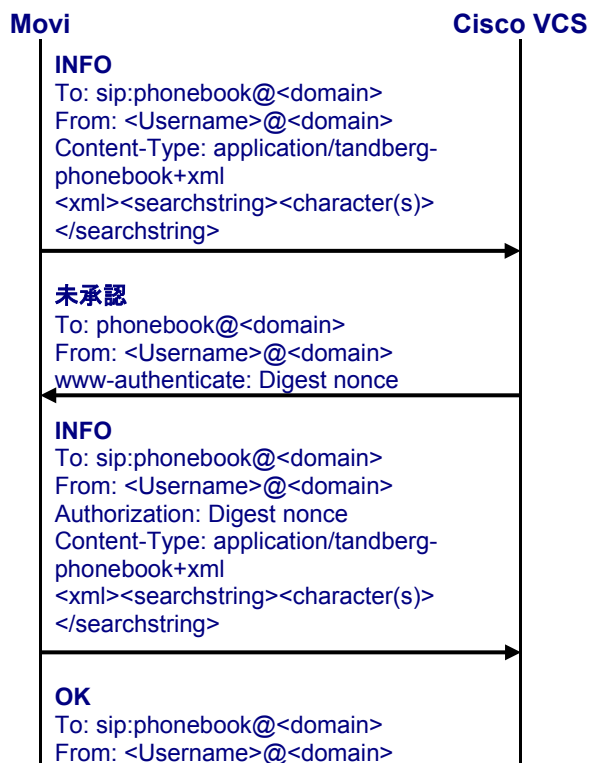 Movi Cisco VCS
INFO
To: sip:phonebook@<domain>
From: <Username>@<domain>
Content-Type: application/tandberg-
phonebook+xml
<xml><searchstring><character(s)>
</searchstring>
未承認
To: phonebook@<domain>
From: <Username>@<domain>
www-authenticate: Digest nonce
INFO
To: sip:phonebook@<domain>
From: <Username>@<domain>
Authorization: Digest nonce
Content-Type: application/tandberg-
phonebook+xml
<xml><searchstring><character(s)>
</searchstring>
OK
To: sip:phonebook@<domain>
From: <Username>@<domain>